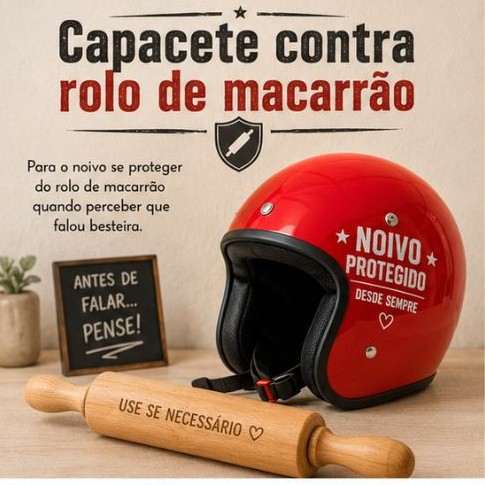 Capacete contra
rolo de macarrão
Para o noivo se proteger
do rolo de macarrão
quando perceber que
falou besteira.
NOIVO
PROTEGIDO
DESDE SEMPRE
ANTES DE
FALAR...
PENSE!
USE SE NECESSÁRIO